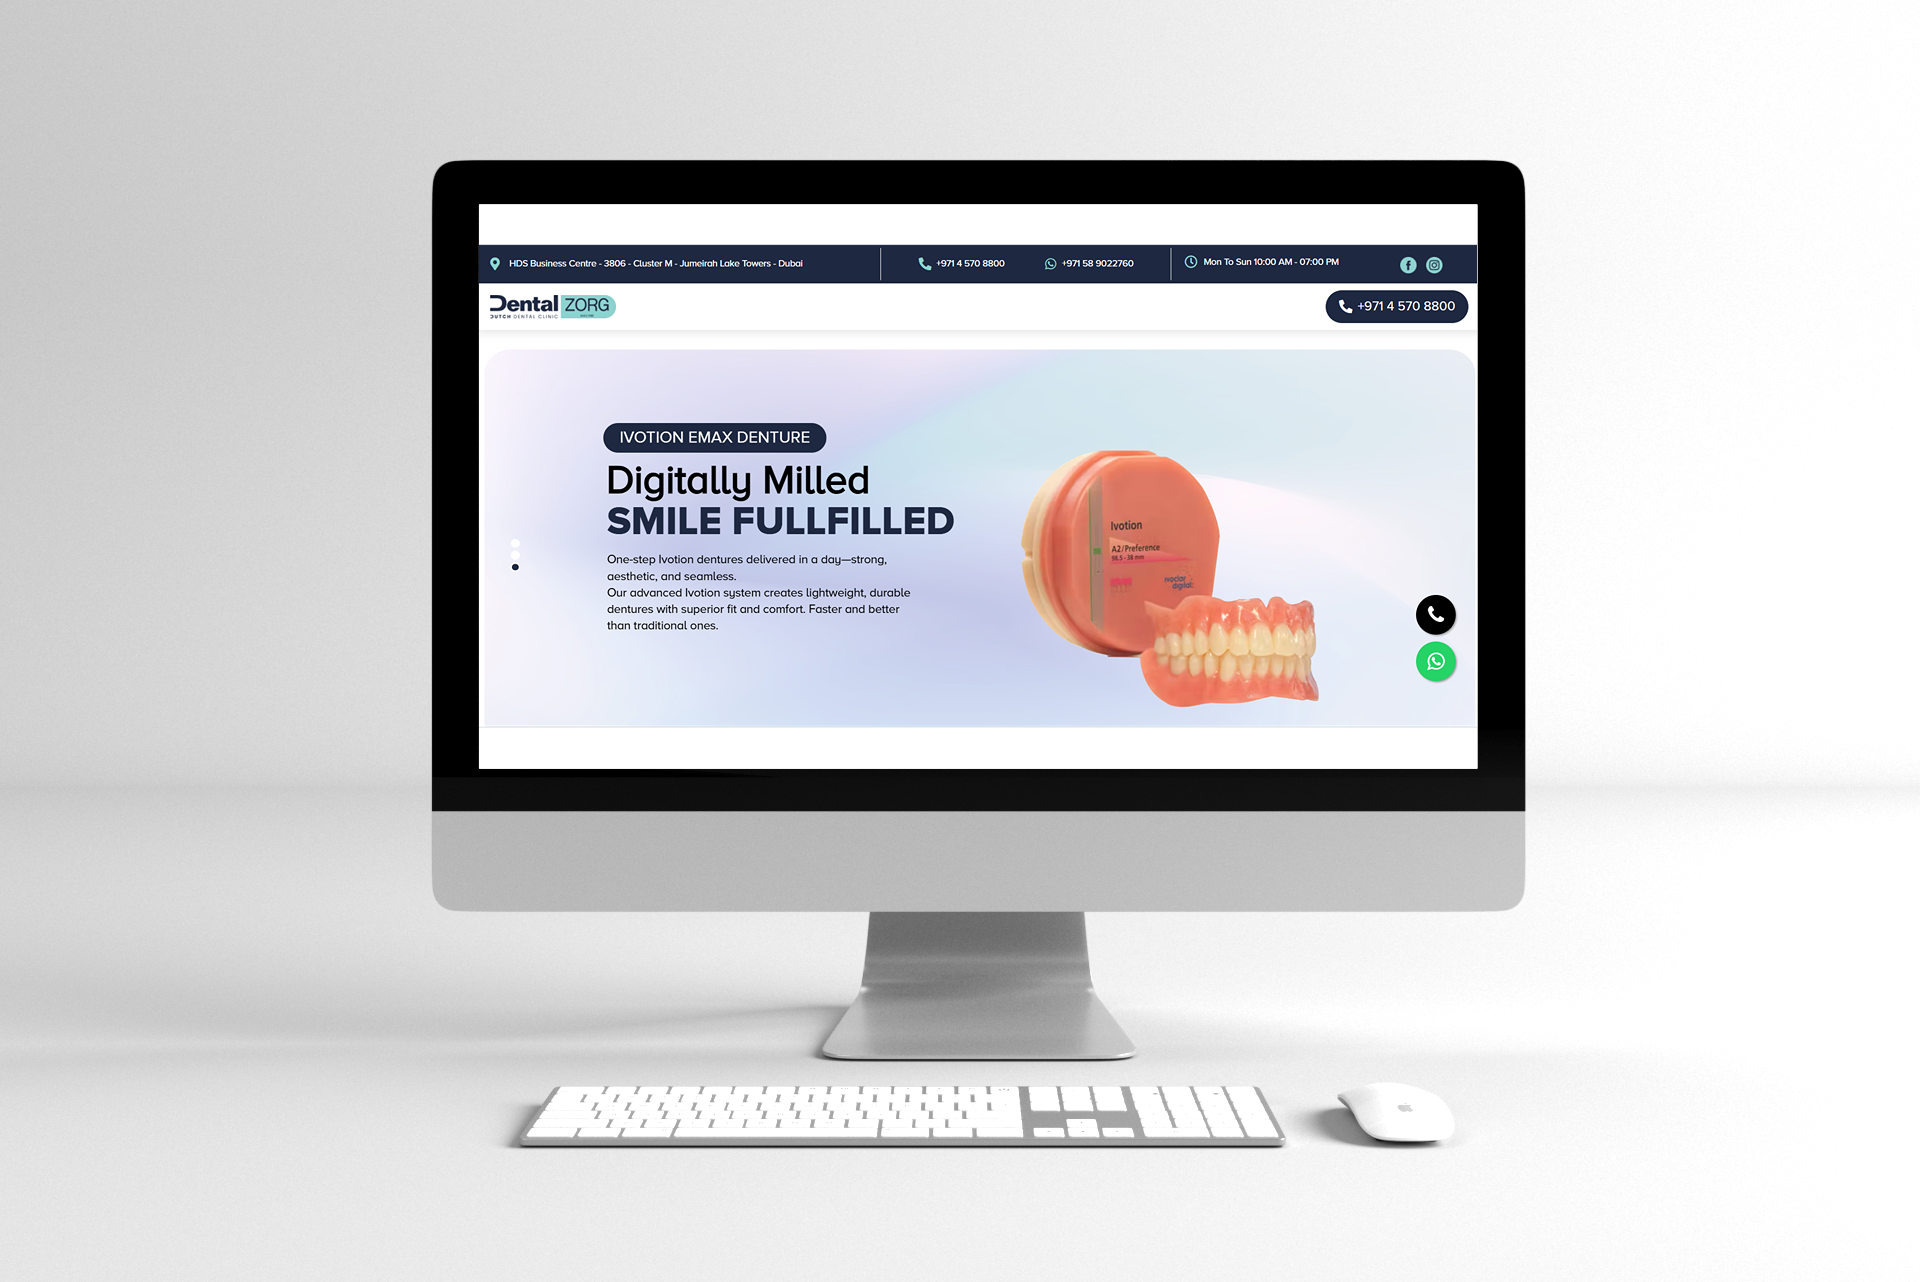 HDS Business Centre - 3806 - Cluster M - Jumeirah Lake Towers - Dubai
+971 4 570 8800
+971 58 9022760
Mon To Sun 10:00 AM - 07:00 PM
Dental ZORG
DUTCH DENTAL CLINIC
+971 4 570 8800
IVOTION EMAX DENTURE
Digitally Milled
SMILE FULLFILLED
One-step Ivotion dentures delivered in a day—strong,
aesthetic, and seamless.
Our advanced Ivotion system creates lightweight, durable
dentures with superior fit and comfort. Faster and better
than traditional ones.
Ivotion
A2/Preference
98.5 - 38 mm
ivoclar
digital